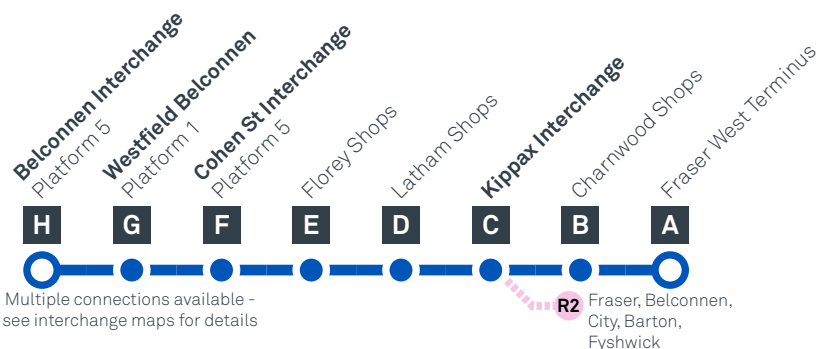 Belconnen Interchange
Platform 5
Westfield Belconnen
Platform 1
Cohen St Interchange
Platform 5
Florey Shops
Latham Shops
Kippax Interchange
Charnwood Shops
Fraser West Terminus
H G F E D C B A
Multiple connections available -
see interchange maps for details
R2
Fraser, Belconnen,
City, Barton,
Fyshwick